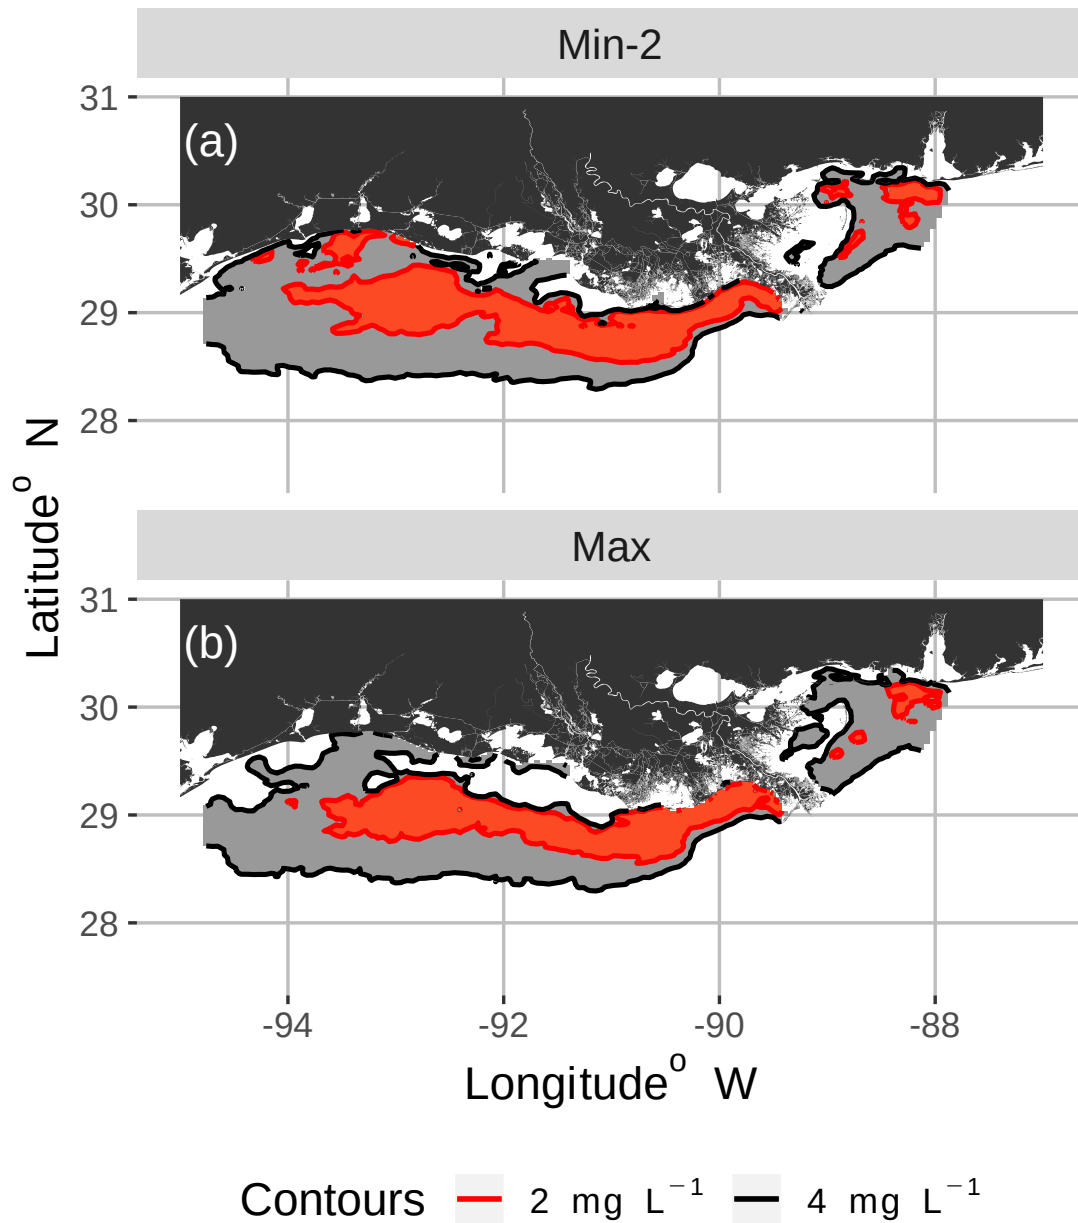 Min-2
31
(a)
30
29
28
Max
31
(b)
30
29
28
-94 -92 -90 -88
Latitude° N
Longitude° W
Contours 2 mg L⁻¹ 4 mg L⁻¹